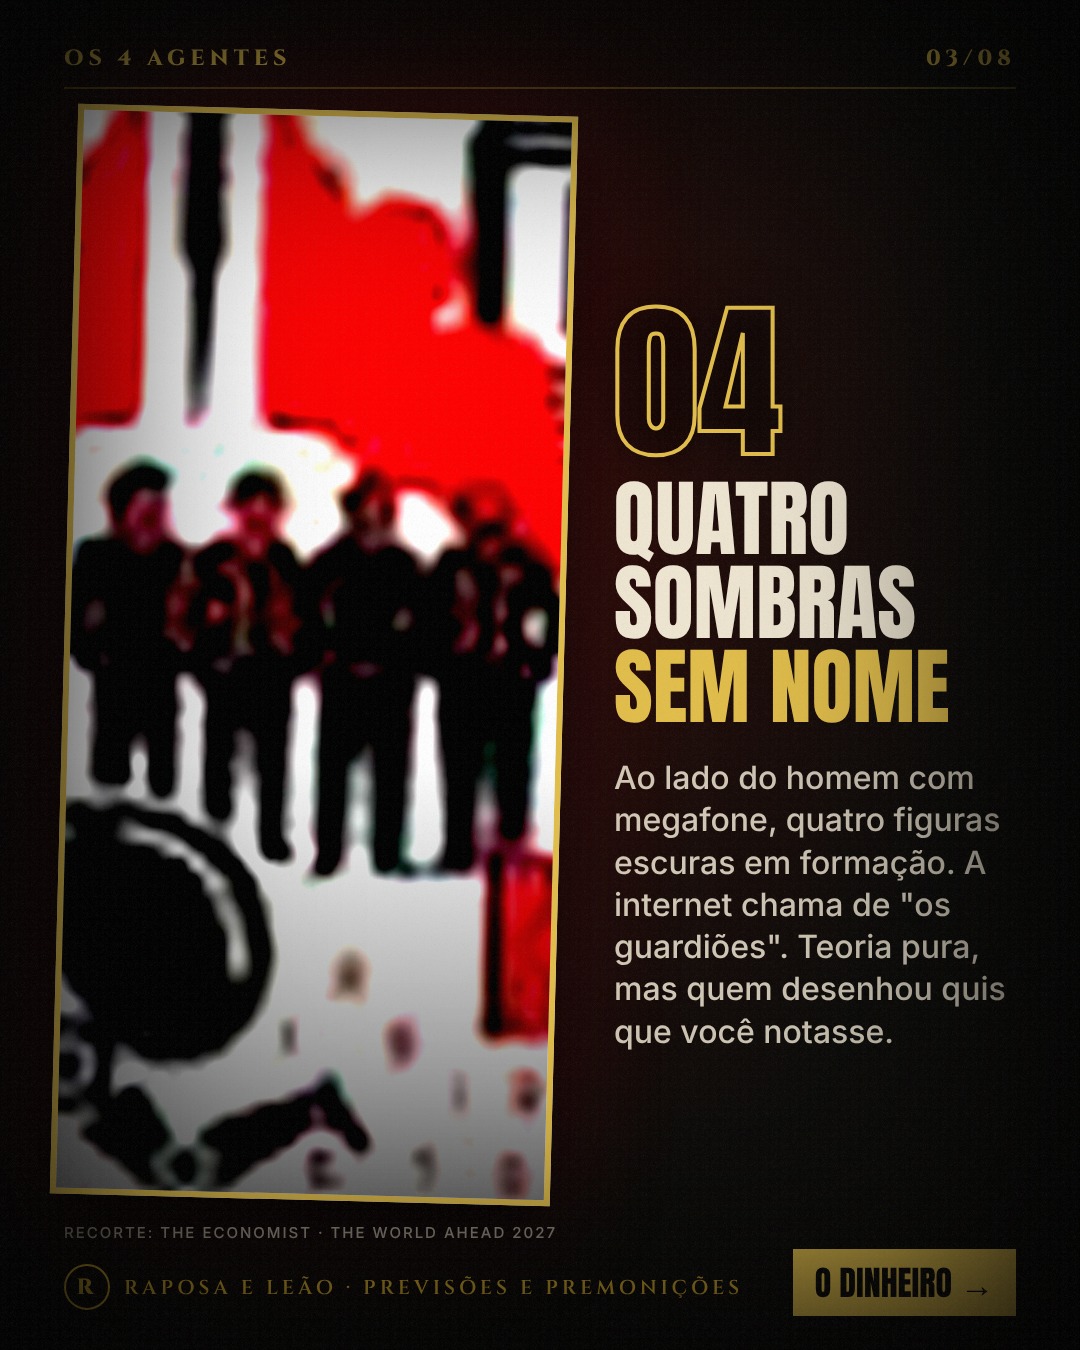 OS 4 AGENTES
03/08
04
QUATRO
SOMBRAS
SEM NOME
Ao lado do homem com
megafone, quatro figuras
escuras em formação. A
internet chama de "os
guardiões". Teoria pura,
mas quem desenhou quis
que você notasse.
RECORTE: THE ECONOMIST · THE WORLD AHEAD 2027
R RAPOSA E LEÃO · PREVISÕES E PREMONIÇÕES
O DINHEIRO →